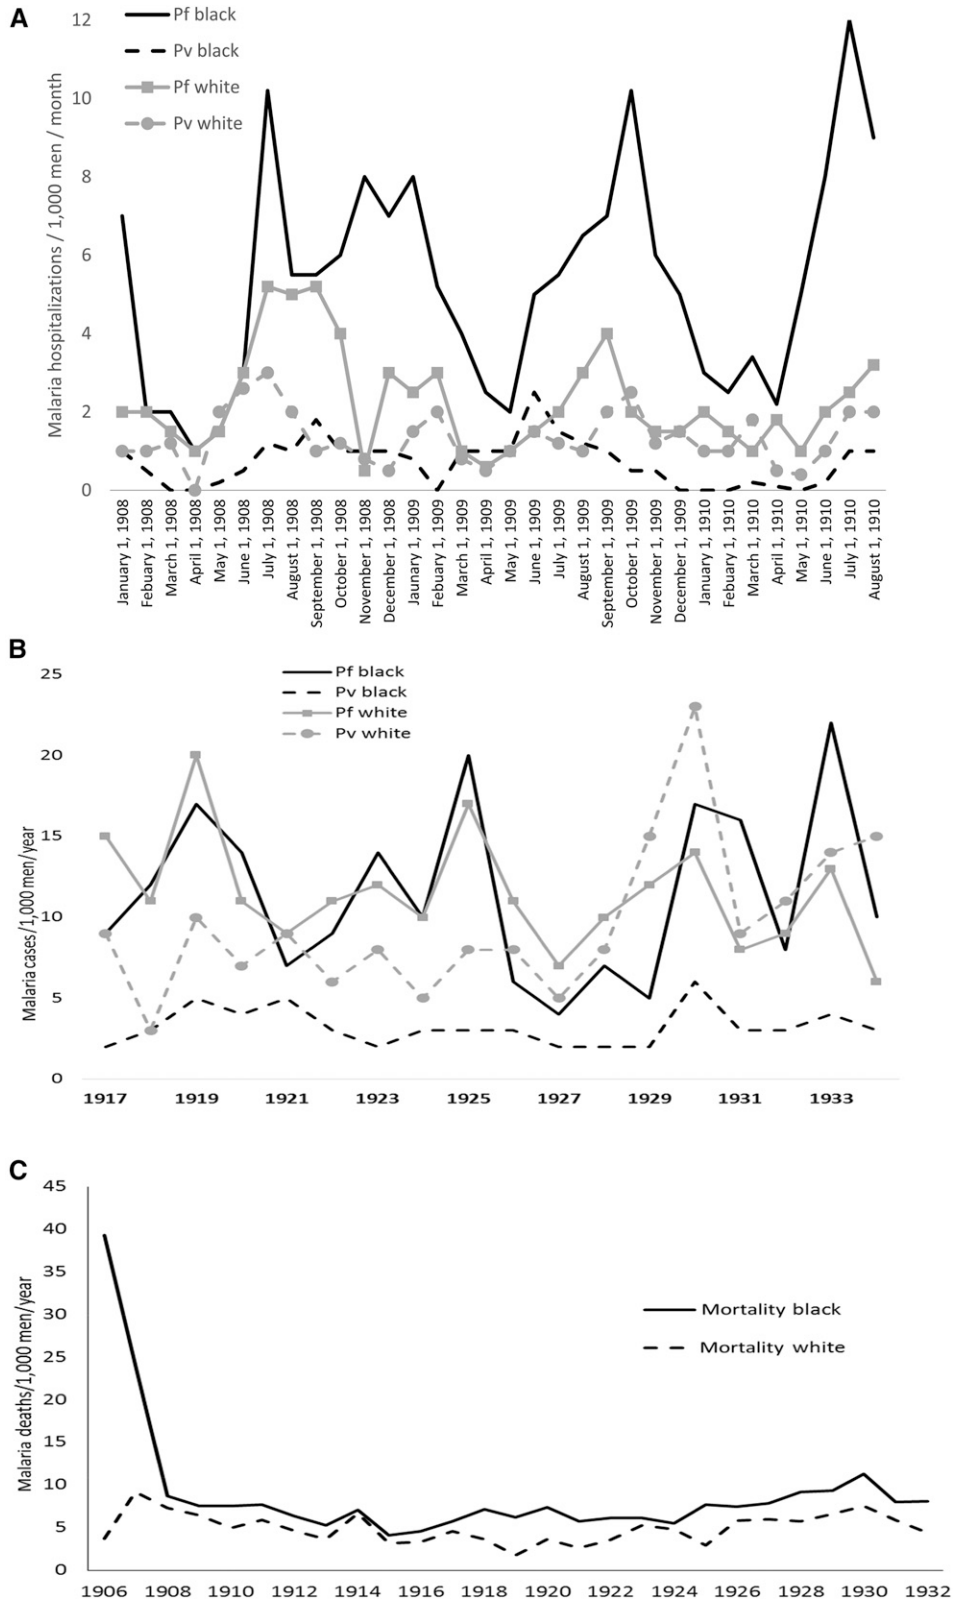 A
Pf black
Pv black
Pf white
Pv white
Malaria hospitalizations / 1,000 men / month
12
10
8
6
4
2
0
January 1, 1908
Febuary 1, 1908
March 1, 1908
April 1, 1908
May 1, 1908
June 1, 1908
July 1, 1908
August 1, 1908
September 1, 1908
October 1, 1908
November 1, 1908
December 1, 1908
Jaunary 1, 1909
Febuary 1, 1909
March 1, 1909
April 1, 1909
May 1, 1909
June 1, 1909
July 1, 1909
August 1, 1909
September 1, 1909
October 1, 1909
November 1, 1909
December 1, 1909
January 1, 1910
Febraury 1, 1910
March 1, 1910
April 1, 1910
May 1, 1910
June 1, 1910
July 1, 1910
August 1, 1910
B
Pf black
Pv black
Pf white
Pv white
Malaria cases/1,000 men/year
25
20
15
10
5
0
1917 1919 1921 1923 1925 1927 1929 1931 1933
C
Mortality black
Mortality white
Malaria deaths/1,000 men/year
45
40
35
30
25
20
15
10
5
0
1906 1908 1910 1912 1914 1916 1918 1920 1922 1924 1926 1928 1930 1932